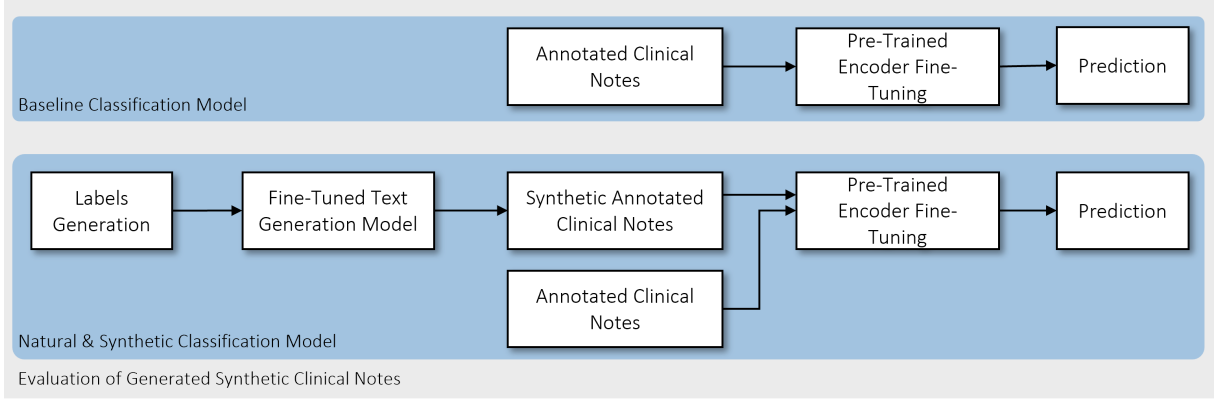 Annotated Clinical
Notes
Pre-Trained
Encoder Fine-
Tuning
Prediction
Baseline Classification Model
Labels
Generation
Fine-Tuned Text
Generation Model
Synthetic Annotated
Clinical Notes
Pre-Trained
Encoder Fine-
Tuning
Prediction
Annotated Clinical
Notes
Natural & Synthetic Classification Model
Evaluation of Generated Synthetic Clinical Notes